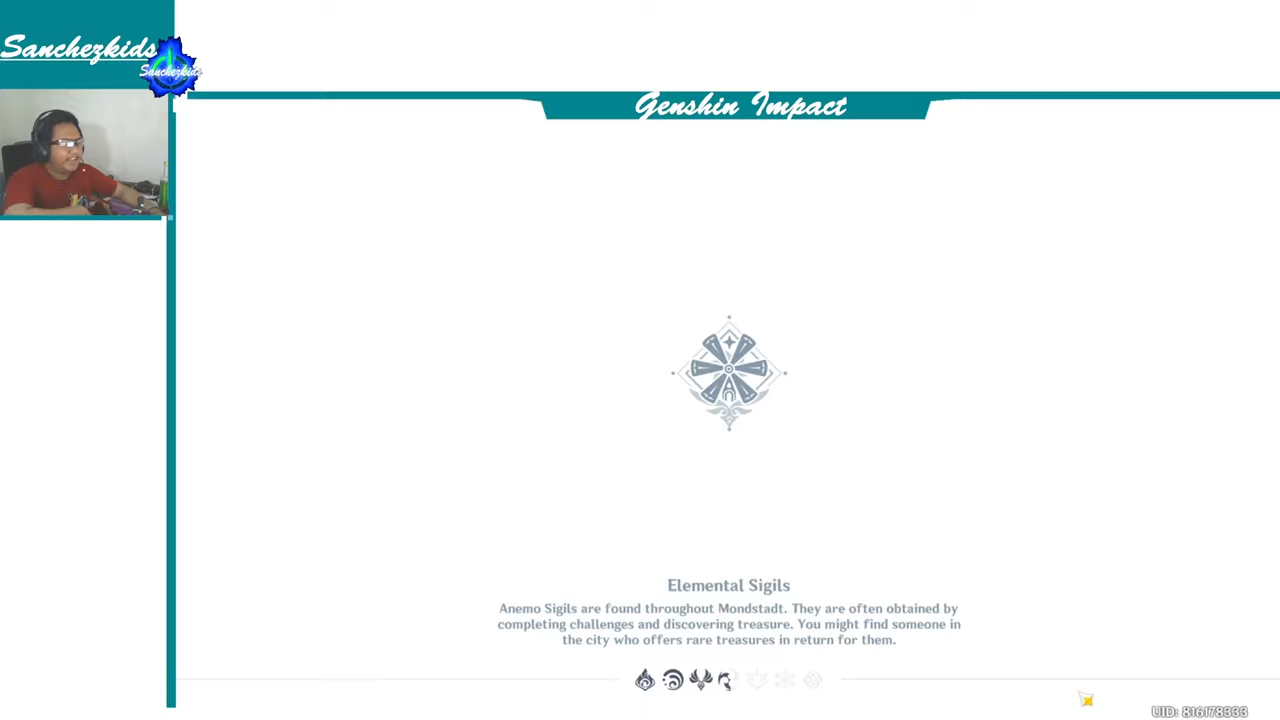 Sanchezkids
Sanchezkids
Genshin Impact
Elemental Sigils
Anemo Sigils are found throughout Mondstadt. They are often obtained by
completing challenges and discovering treasure. You might find someone in
the city who offers rare treasures in return for them.
UID: 816178333